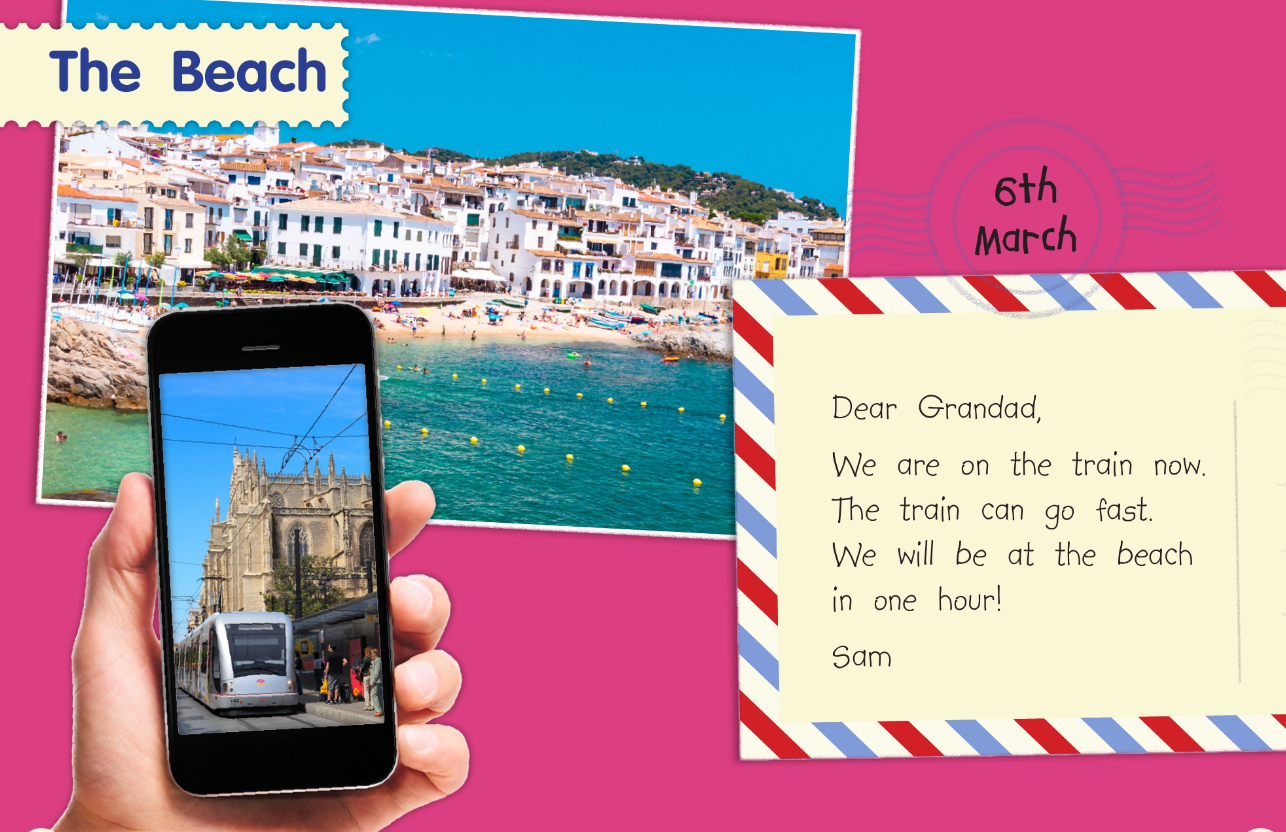 The Beach
6th
March
Dear Grandad,
We are on the train now.
The train can go fast.
We will be at the beach
in one hour!
Sam